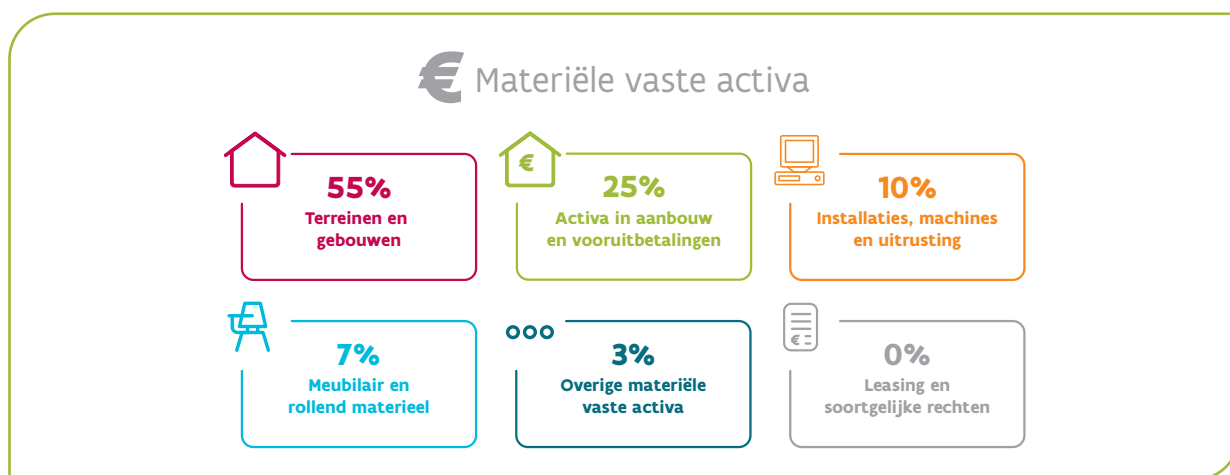 € Materiële vaste activa
55%
Terreinen en
gebouwen
€
25%
Activa in aanbouw
en vooruitbetalingen
10%
Installaties, machines
en uitrusting
7%
Meubilair en
rollend materieel
3%
Overige materiële
vaste activa
€
0%
Leasing en
soortgelijke rechten